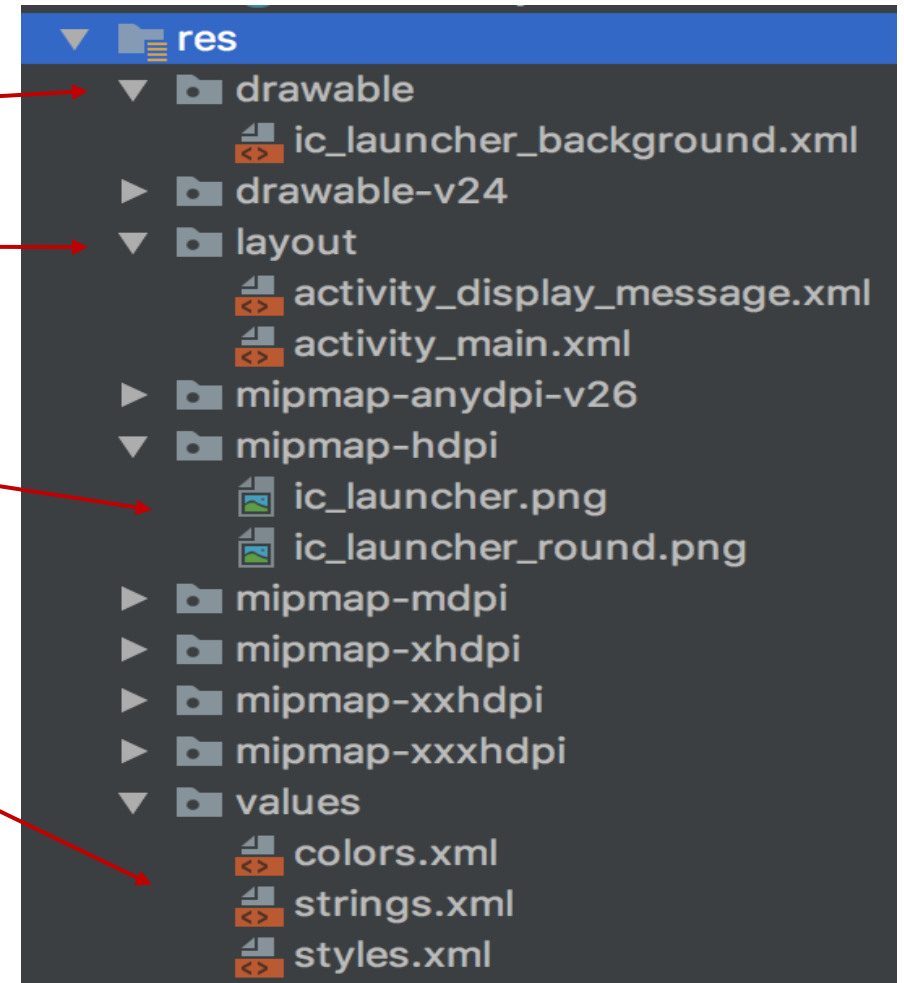 res
drawable
ic_launcher_background.xml
drawable-v24
layout
activity_display_message.xml
activity_main.xml
mipmap-anydpi-v26
mipmap-hdpi
ic_launcher.png
ic_launcher_round.png
mipmap-mdpi
mipmap-xhdpi
mipmap-xxhdpi
mipmap-xxxhdpi
values
colors.xml
strings.xml
styles.xml